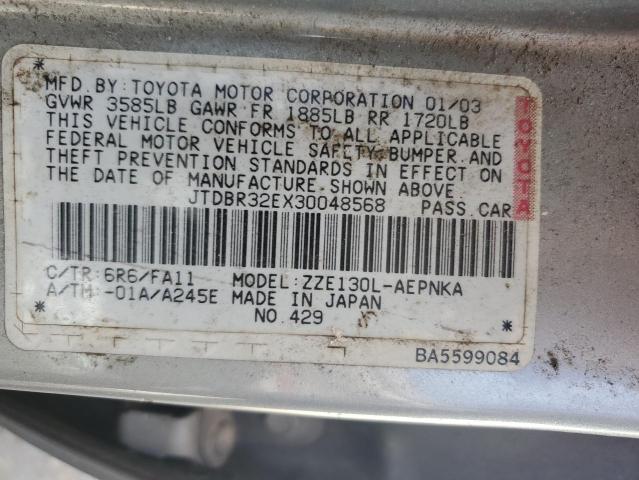 MFD.BY:TOYOTA MOTOR CORPORATION 01/03
GVWR 3585LB GAWR FR 1885LB RR 1720LB
THIS VEHICLE CONFORMS TO ALL APPLICABLE
FEDERAL MOTOR VEHICLE SAFETY,BUMPER,AND
THEFT PREVENTION STANDARDS IN EFFECT ON
THE DATE OF MANUFACTURE SHOWN ABOVE.
JTDBR32EX30048568 PASS.CAR
TOYOTA
C/TR:6R6/FA11 MODEL:ZZE130L-AEPNKA
A/TM:-01A/A245E MADE IN JAPAN
NO.429
BA5599084